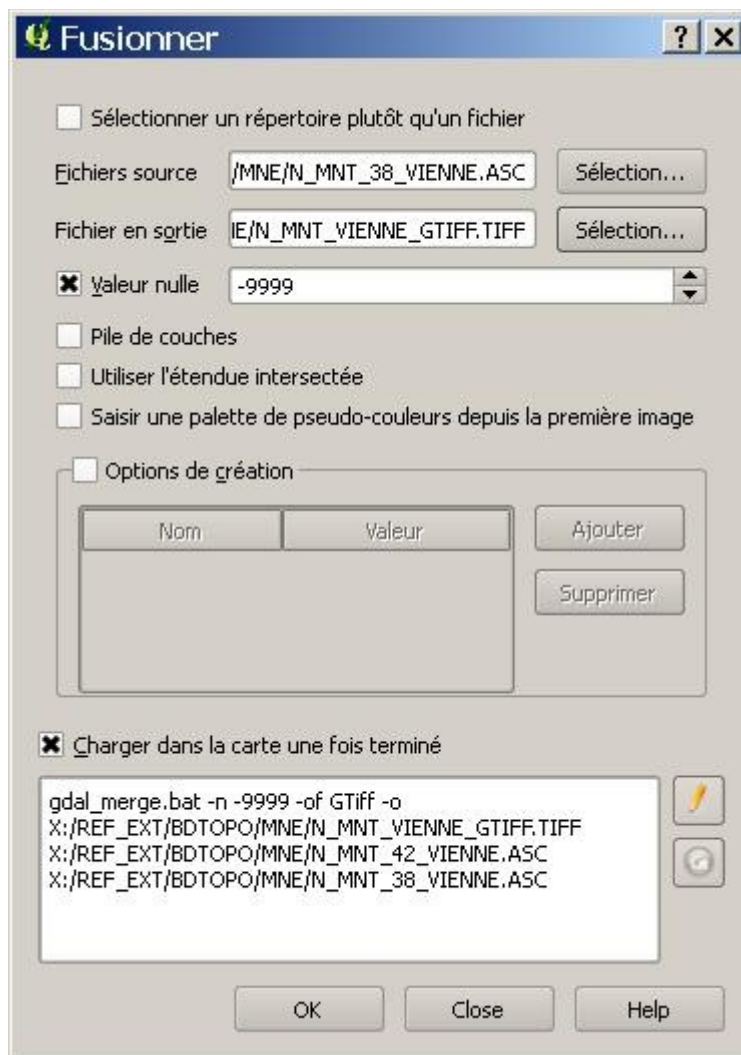 Fusionner
Sélectionner un répertoire plutôt qu'un fichier
Fichiers source /MNE/N_MNT_38_VIENNE.ASC Sélection...
Fichier en sortie IE/N_MNT_VIENNE_GTIFF.TIFF Sélection...
Valeur nulle -9999
Pile de couches
Utiliser l'étendue intersectée
Saisir une palette de pseudo-couleurs depuis la première image
Options de création
Nom Valeur Ajouter
Supprimer
Charger dans la carte une fois terminé
gdal_merge.bat -n -9999 -of GTiff -o
X:/REF_EXT/BDTOPO/MNE/N_MNT_VIENNE_GTIFF.TIFF
X:/REF_EXT/BDTOPO/MNE/N_MNT_42_VIENNE.ASC
X:/REF_EXT/BDTOPO/MNE/N_MNT_38_VIENNE.ASC
OK Close Help